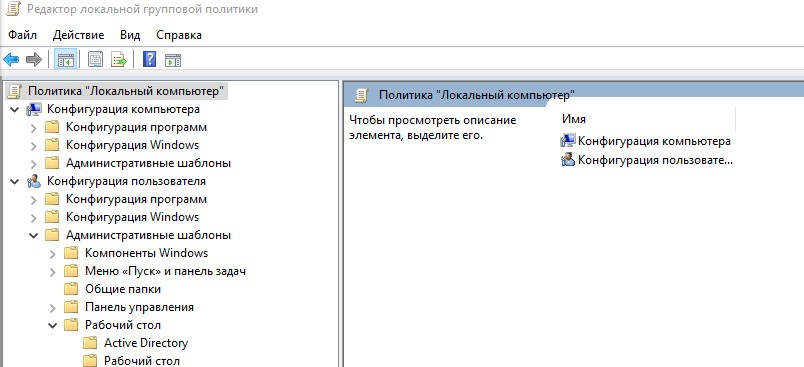 Редактор локальной групповой политики
Файл Действие Вид Справка
Политика "Локальный компьютер"
Конфигурация компьютера
Конфигурация программ
Конфигурация Windows
Административные шаблоны
Конфигурация пользователя
Конфигурация программ
Конфигурация Windows
Административные шаблоны
Компоненты Windows
Меню «Пуск» и панель задач
Общие папки
Панель управления
Рабочий стол
Active Directory
Рабочий стол
Политика "Локальный компьютер"
Чтобы просмотреть описание
элемента, выделите его.
Имя
Конфигурация компьютера
Конфигурация пользовате...